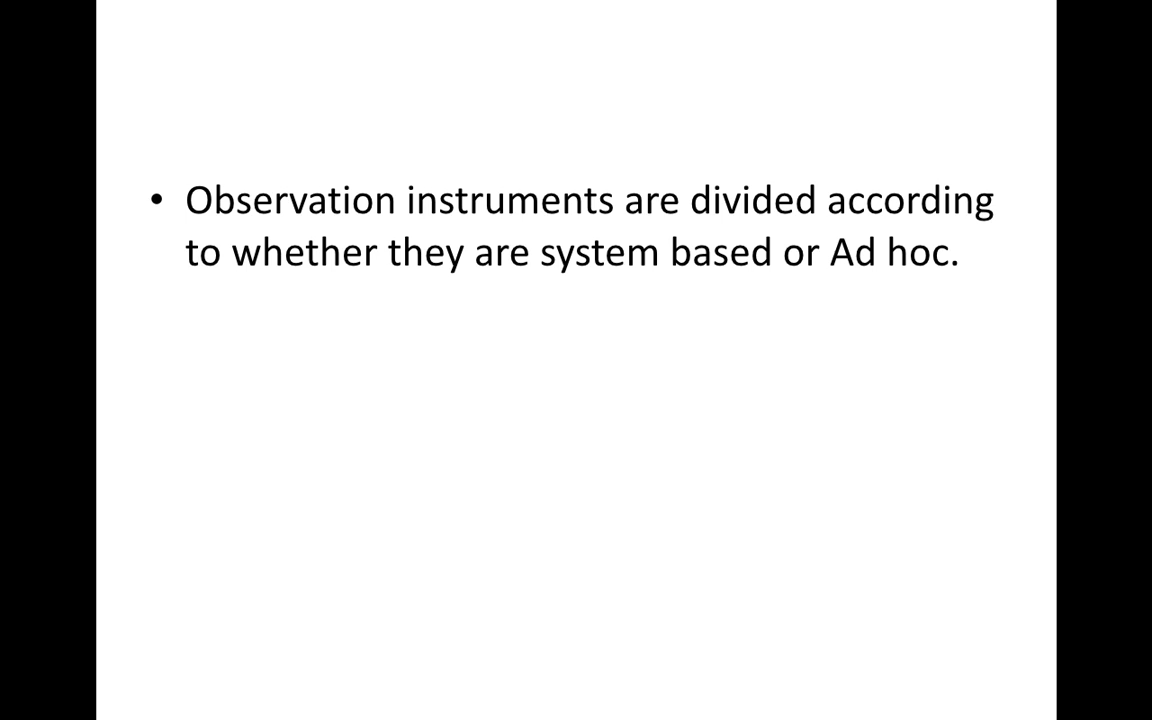 • Observation instruments are divided according
to whether they are system based or Ad hoc.